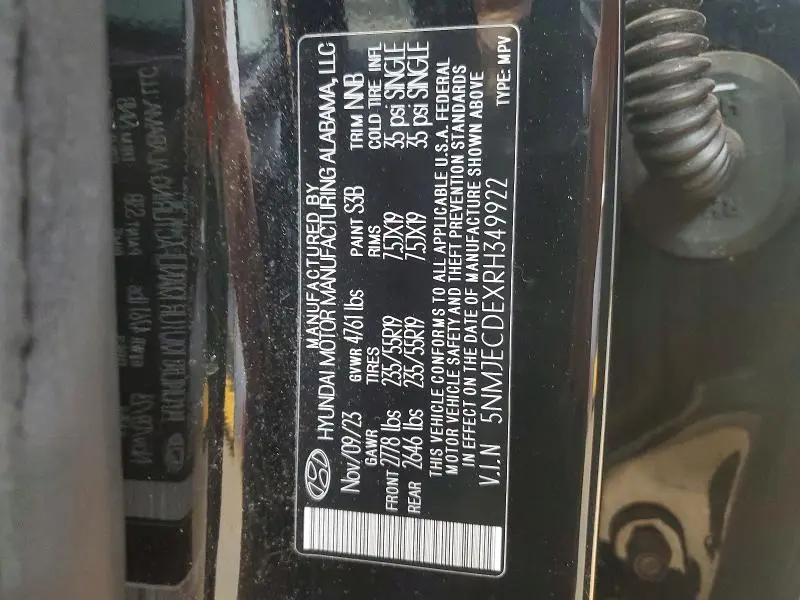 MANUFACTURED BY
HYUNDAI MOTOR MANUFACTURING ALABAMA, LLC
Nov/09/23 GVWR 4761 lbs PAINT S3B TRIM NNB
GAWR TIRES RIMS COLD TIRE INFL
FRONT 2778 lbs 235/55R19 7.5JX19 35 psi SINGLE
REAR 2646 lbs 235/55R19 7.5JX19 35 psi SINGLE
THIS VEHICLE CONFORMS TO ALL APPLICABLE U.S.A. FEDERAL
MOTOR VEHICLE SAFETY AND THEFT PREVENTION STANDARDS
IN EFFECT ON THE DATE OF MANUFACTURE SHOWN ABOVE
V.I.N 5NMJECDEXRH349922 TYPE: MPV